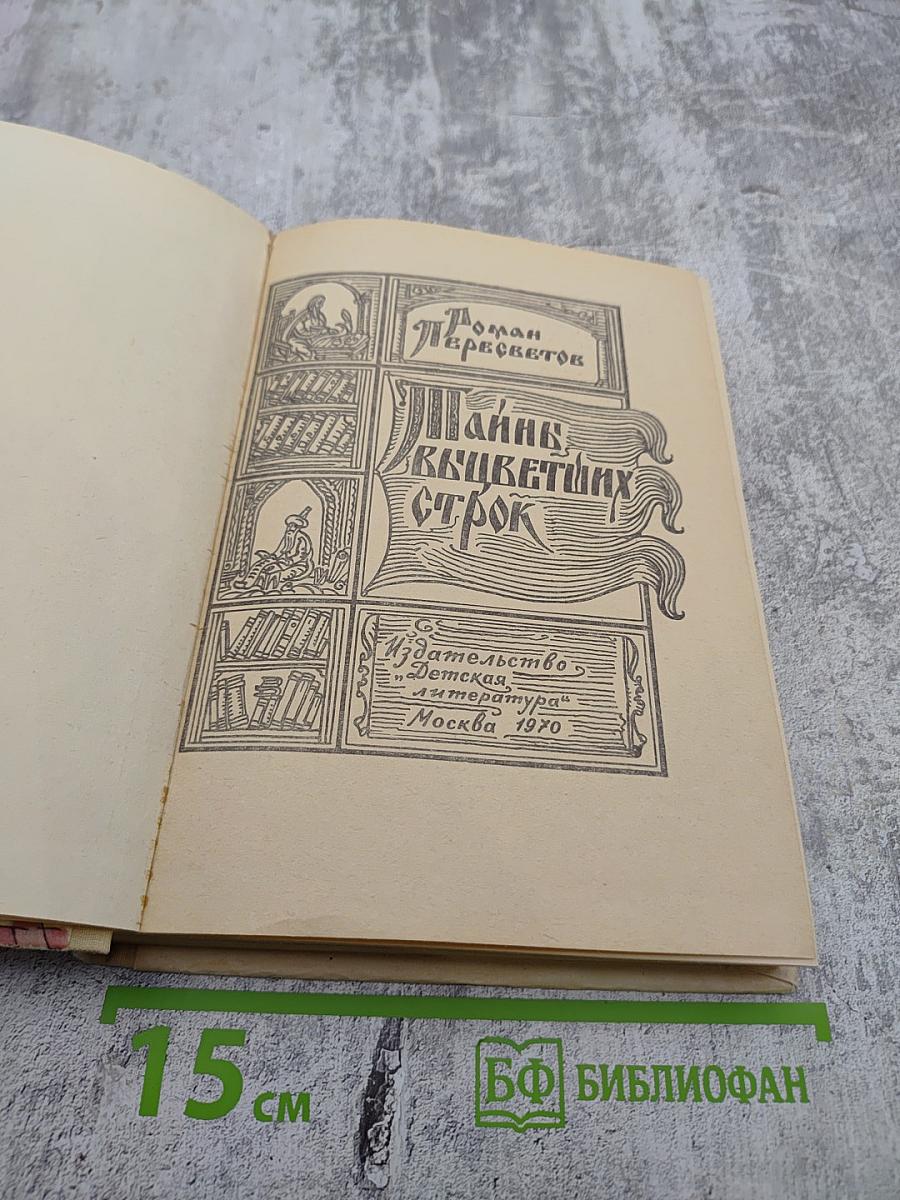 Роман
Пересветов
Тайны
выцветших
строк
Издательство
„Детская
литература“
Москва 1970
15 см
БФ БИБЛИОФАН